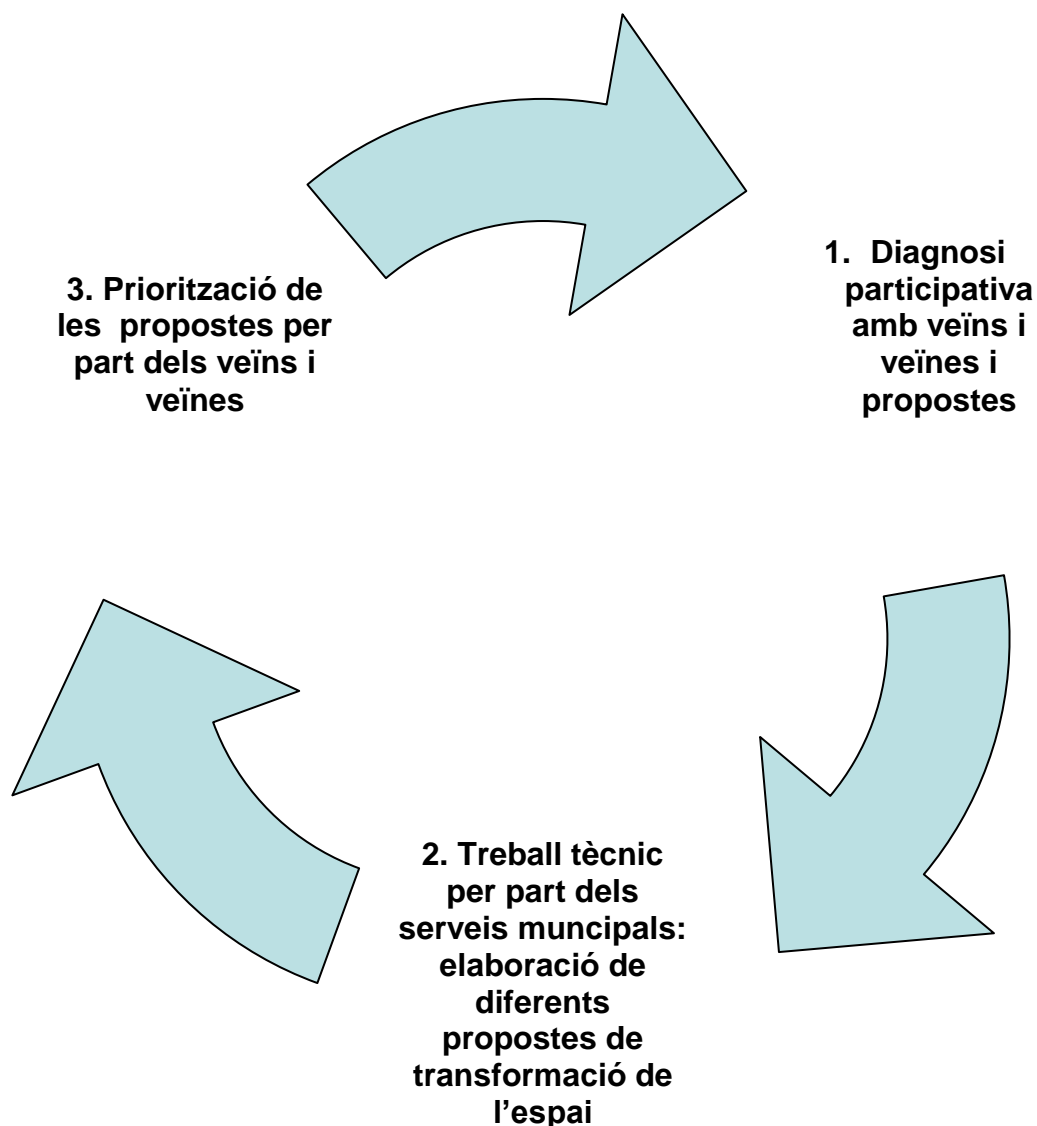 1. Diagnosi
participativa
amb veïns i
veïnes i
propostes
2. Treball tècnic
per part dels
serveis muncipals:
elaboració de
diferents
propostes de
transformació de
l'espai
3. Priorització de
les propostes per
part dels veïns i
veïnes